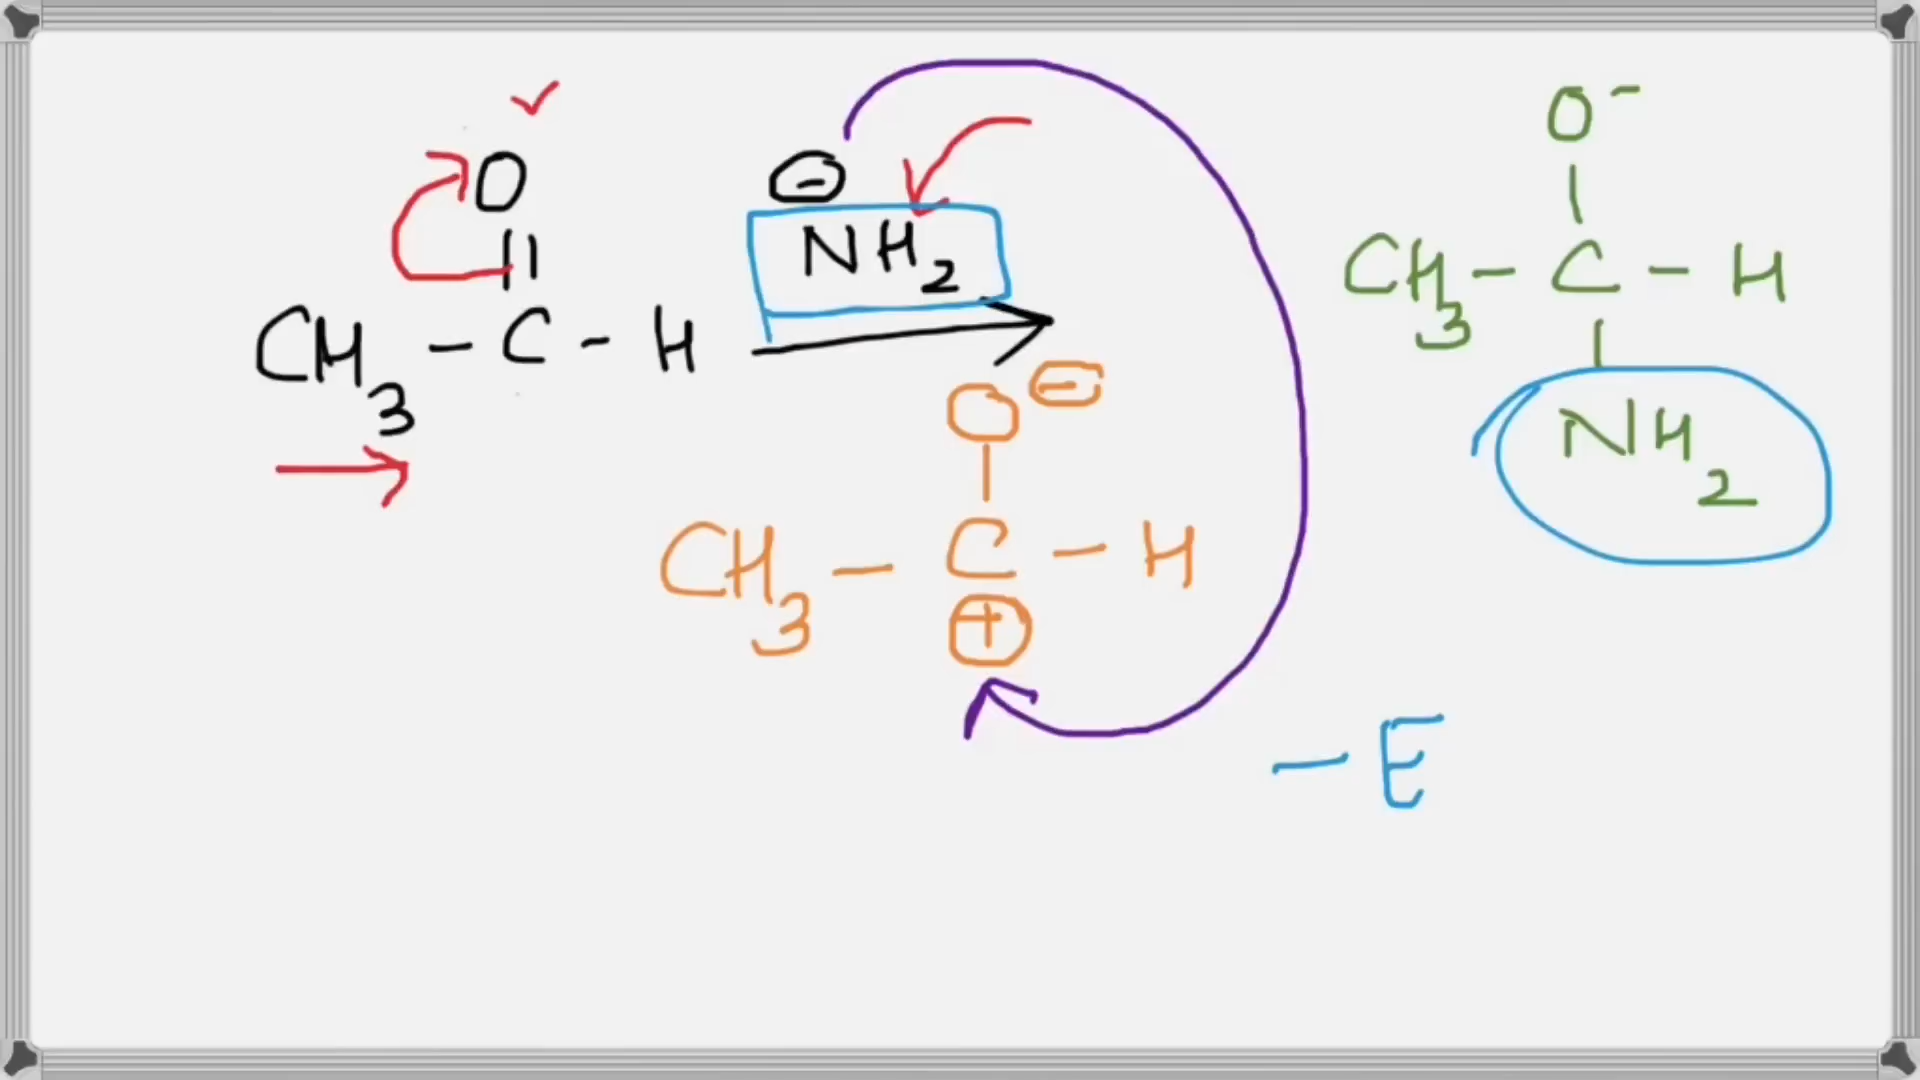 O
||
CH3 - C - H
⊖
NH2
O ⊖
|
CH3 - C - H
⊕
O-
|
CH3 - C - H
|
NH2
- E